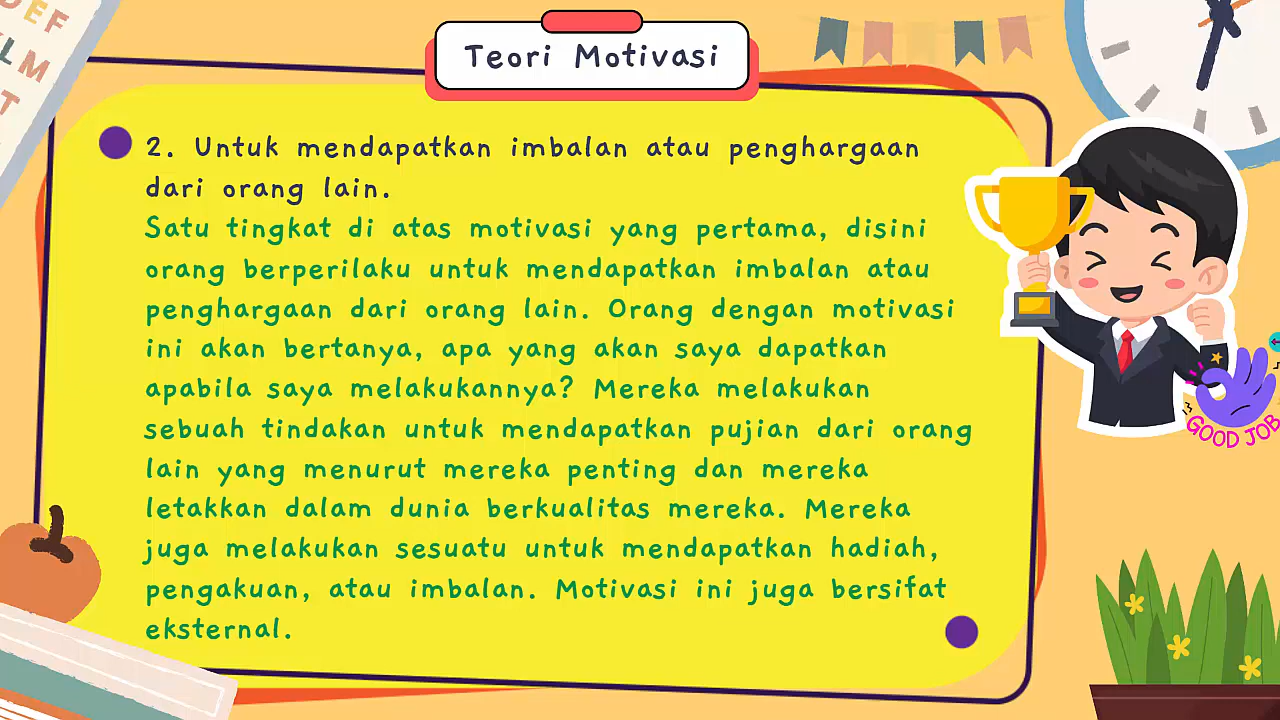 DEF
LM
T
Teori Motivasi
2. Untuk mendapatkan imbalan atau penghargaan
dari orang lain.
Satu tingkat di atas motivasi yang pertama, disini
orang berperilaku untuk mendapatkan imbalan atau
penghargaan dari orang lain. Orang dengan motivasi
ini akan bertanya, apa yang akan saya dapatkan
apabila saya melakukannya? Mereka melakukan
sebuah tindakan untuk mendapatkan pujian dari orang
lain yang menurut mereka penting dan mereka
letakkan dalam dunia berkualitas mereka. Mereka
juga melakukan sesuatu untuk mendapatkan hadiah,
pengakuan, atau imbalan. Motivasi ini juga bersifat
eksternal.
GOOD JOB